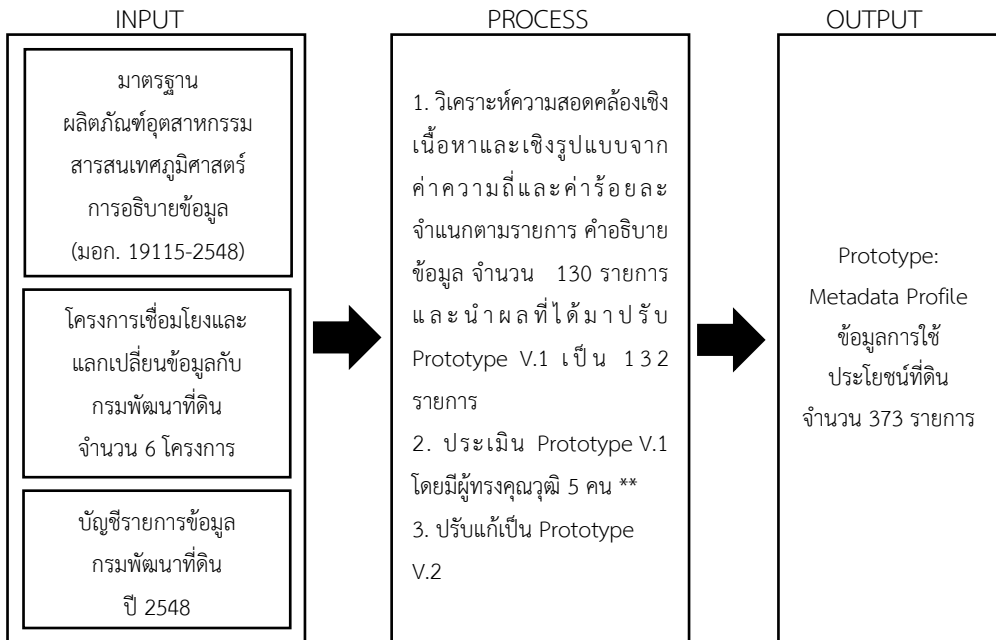 INPUT
มาตรฐาน
ผลิตภัณฑ์อุตสาหกรรม
สารสนเทศภูมิศาสตร์
การอธิบายข้อมูล
(มอก. 19115-2548)
โครงการเชื่อมโยงและ
แลกเปลี่ยนข้อมูลกับ
กรมพัฒนาที่ดิน
จำนวน 6 โครงการ
บัญชีรายการข้อมูล
กรมพัฒนาที่ดิน
ปี 2548
PROCESS
1. วิเคราะห์ความสอดคล้องเชิง
เนื้อหาและเชิงรูปแบบจาก
ค่าความถี่และค่าร้อยละ
จำแนกตามรายการ คำอธิบาย
ข้อมูล จำนวน 130 รายการ
และนำผลที่ได้มาปรับ
Prototype V.1 เป็น 132
รายการ
2. ประเมิน Prototype V.1
โดยมีผู้ทรงคุณวุฒิ 5 คน **
3. ปรับแก้เป็น Prototype
V.2
OUTPUT
Prototype:
Metadata Profile
ข้อมูลการใช้
ประโยชน์ที่ดิน
จำนวน 373 รายการ